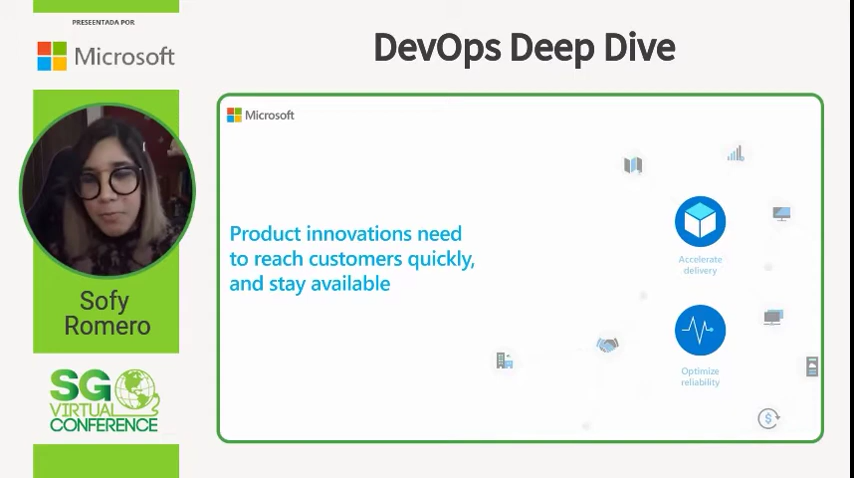 PRESEENTADA POR
Microsoft
DevOps Deep Dive
Microsoft
Product innovations need
to reach customers quickly,
and stay available
Accelerate
delivery
Optimize
reliability
Sofy
Romero
SG
VIRTUAL
CONFERENCE